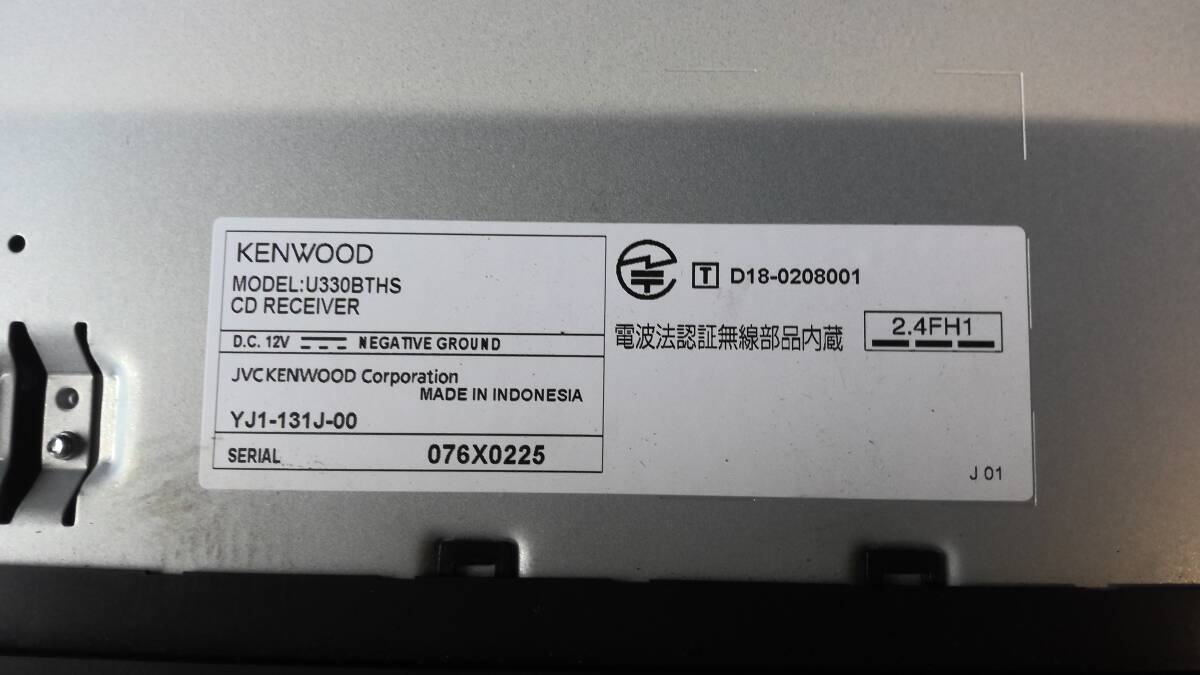 KENWOOD
MODEL:U330BTHS
CD RECEIVER
D.C. 12V NEGATIVE GROUND
JVCKENWOOD Corporation
MADE IN INDONESIA
YJ1-131J-00
SERIAL 076X0225
T D18-0208001
電波法認証無線部品内蔵 2.4FH1
J 01